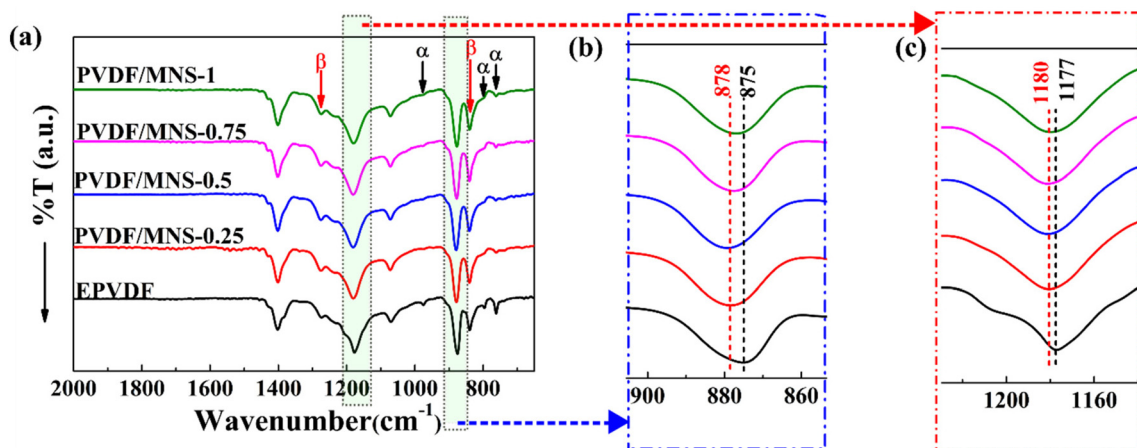 (a)
β
α
β
α
α
PVDF/MNS-1
PVDF/MNS-0.75
PVDF/MNS-0.5
PVDF/MNS-0.25
EPVDF
%T (a.u.)
2000 1600 1400 1200 1000 800
Wavenumber(cm⁻¹)
(b)
878
875
900 880 860
(c)
1180
1177
1200 1160